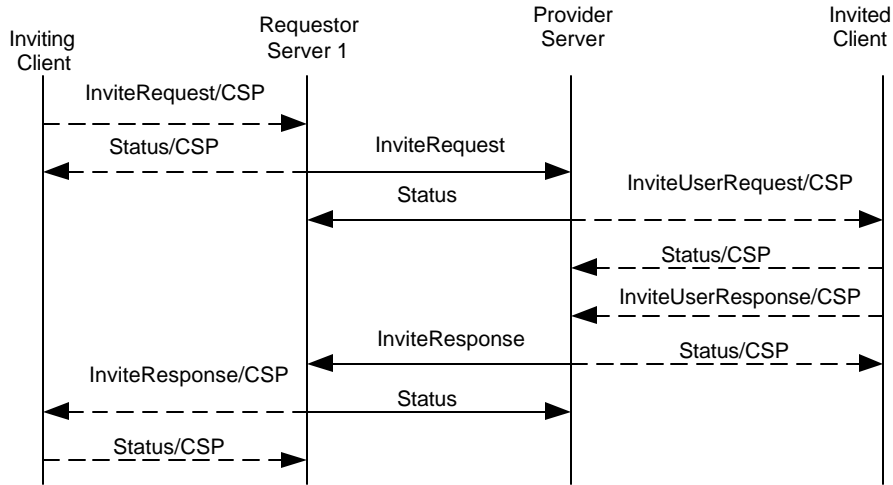 Inviting
Client
Requestor
Server 1
Provider
Server
Invited
Client
InviteRequest/CSP
Status/CSP
InviteRequest
InviteUserRequest/CSP
Status
Status/CSP
InviteUserResponse/CSP
InviteResponse
Status/CSP
InviteResponse/CSP
Status
Status/CSP